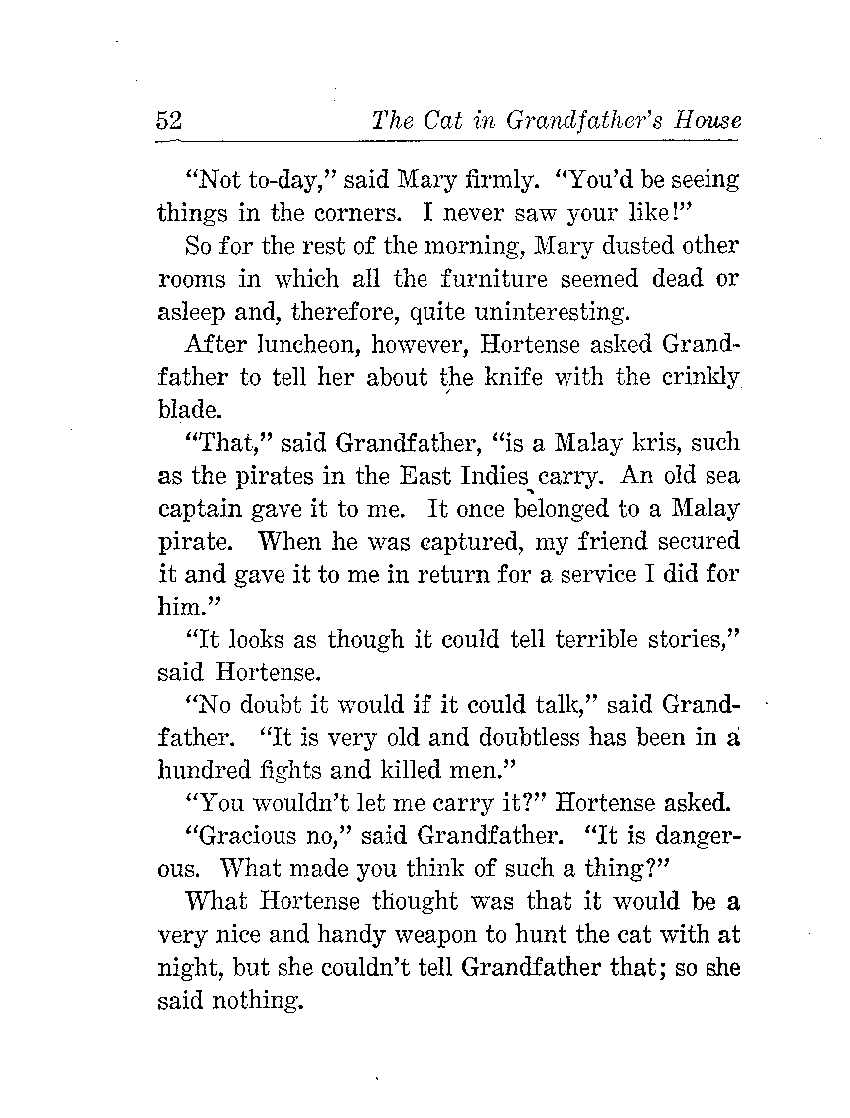 52 The Cat in Grandfather's House
“Not to-day,” said Mary firmly. “You'd be seeing
things in the corners. I never saw your like!”
So for the rest of the morning, Mary dusted other
rooms in which all the furniture seemed dead or
asleep and, therefore, quite uninteresting.
After luncheon, however, Hortense asked Grand-
father to tell her about the knife with the crinkly
blade.
“That,” said Grandfather, “is a Malay kris, such
as the pirates in the East Indies carry. An old sea
captain gave it to me. It once belonged to a Malay
pirate. When he was captured, my friend secured
it and gave it to me in return for a service I did for
him.”
“It looks as though it could tell terrible stories,”
said Hortense.
“No doubt it would if it could talk,” said Grand-
father. “It is very old and doubtless has been in a
hundred fights and killed men.”
“You wouldn't let me carry it?” Hortense asked.
“Gracious no,” said Grandfather. “It is danger-
ous. What made you think of such a thing?”
What Hortense thought was that it would be a
very nice and handy weapon to hunt the cat with at
night, but she couldn't tell Grandfather that; so she
said nothing.